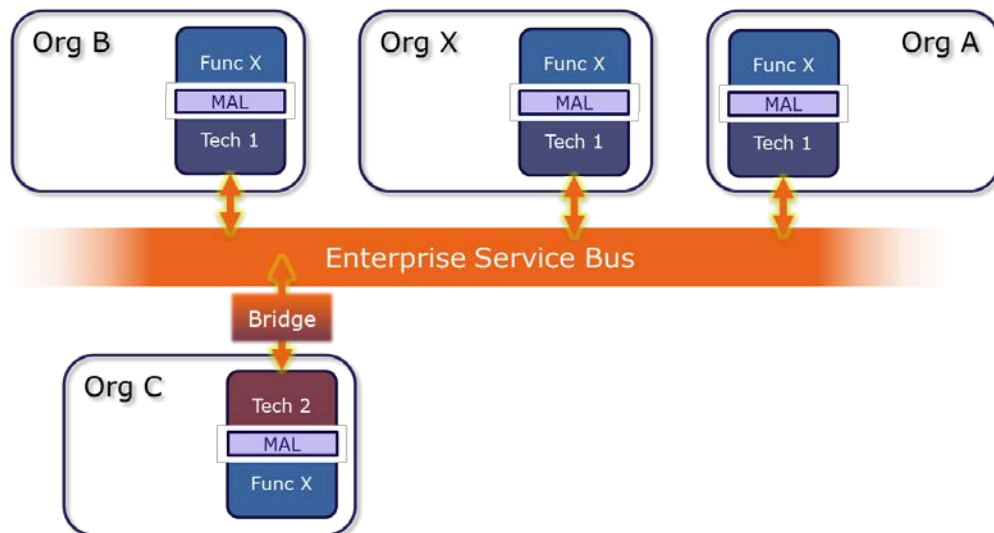 Org B
Func X
MAL
Tech 1
Org X
Func X
MAL
Tech 1
Org A
Func X
MAL
Tech 1
Enterprise Service Bus
Bridge
Org C
Tech 2
MAL
Func X